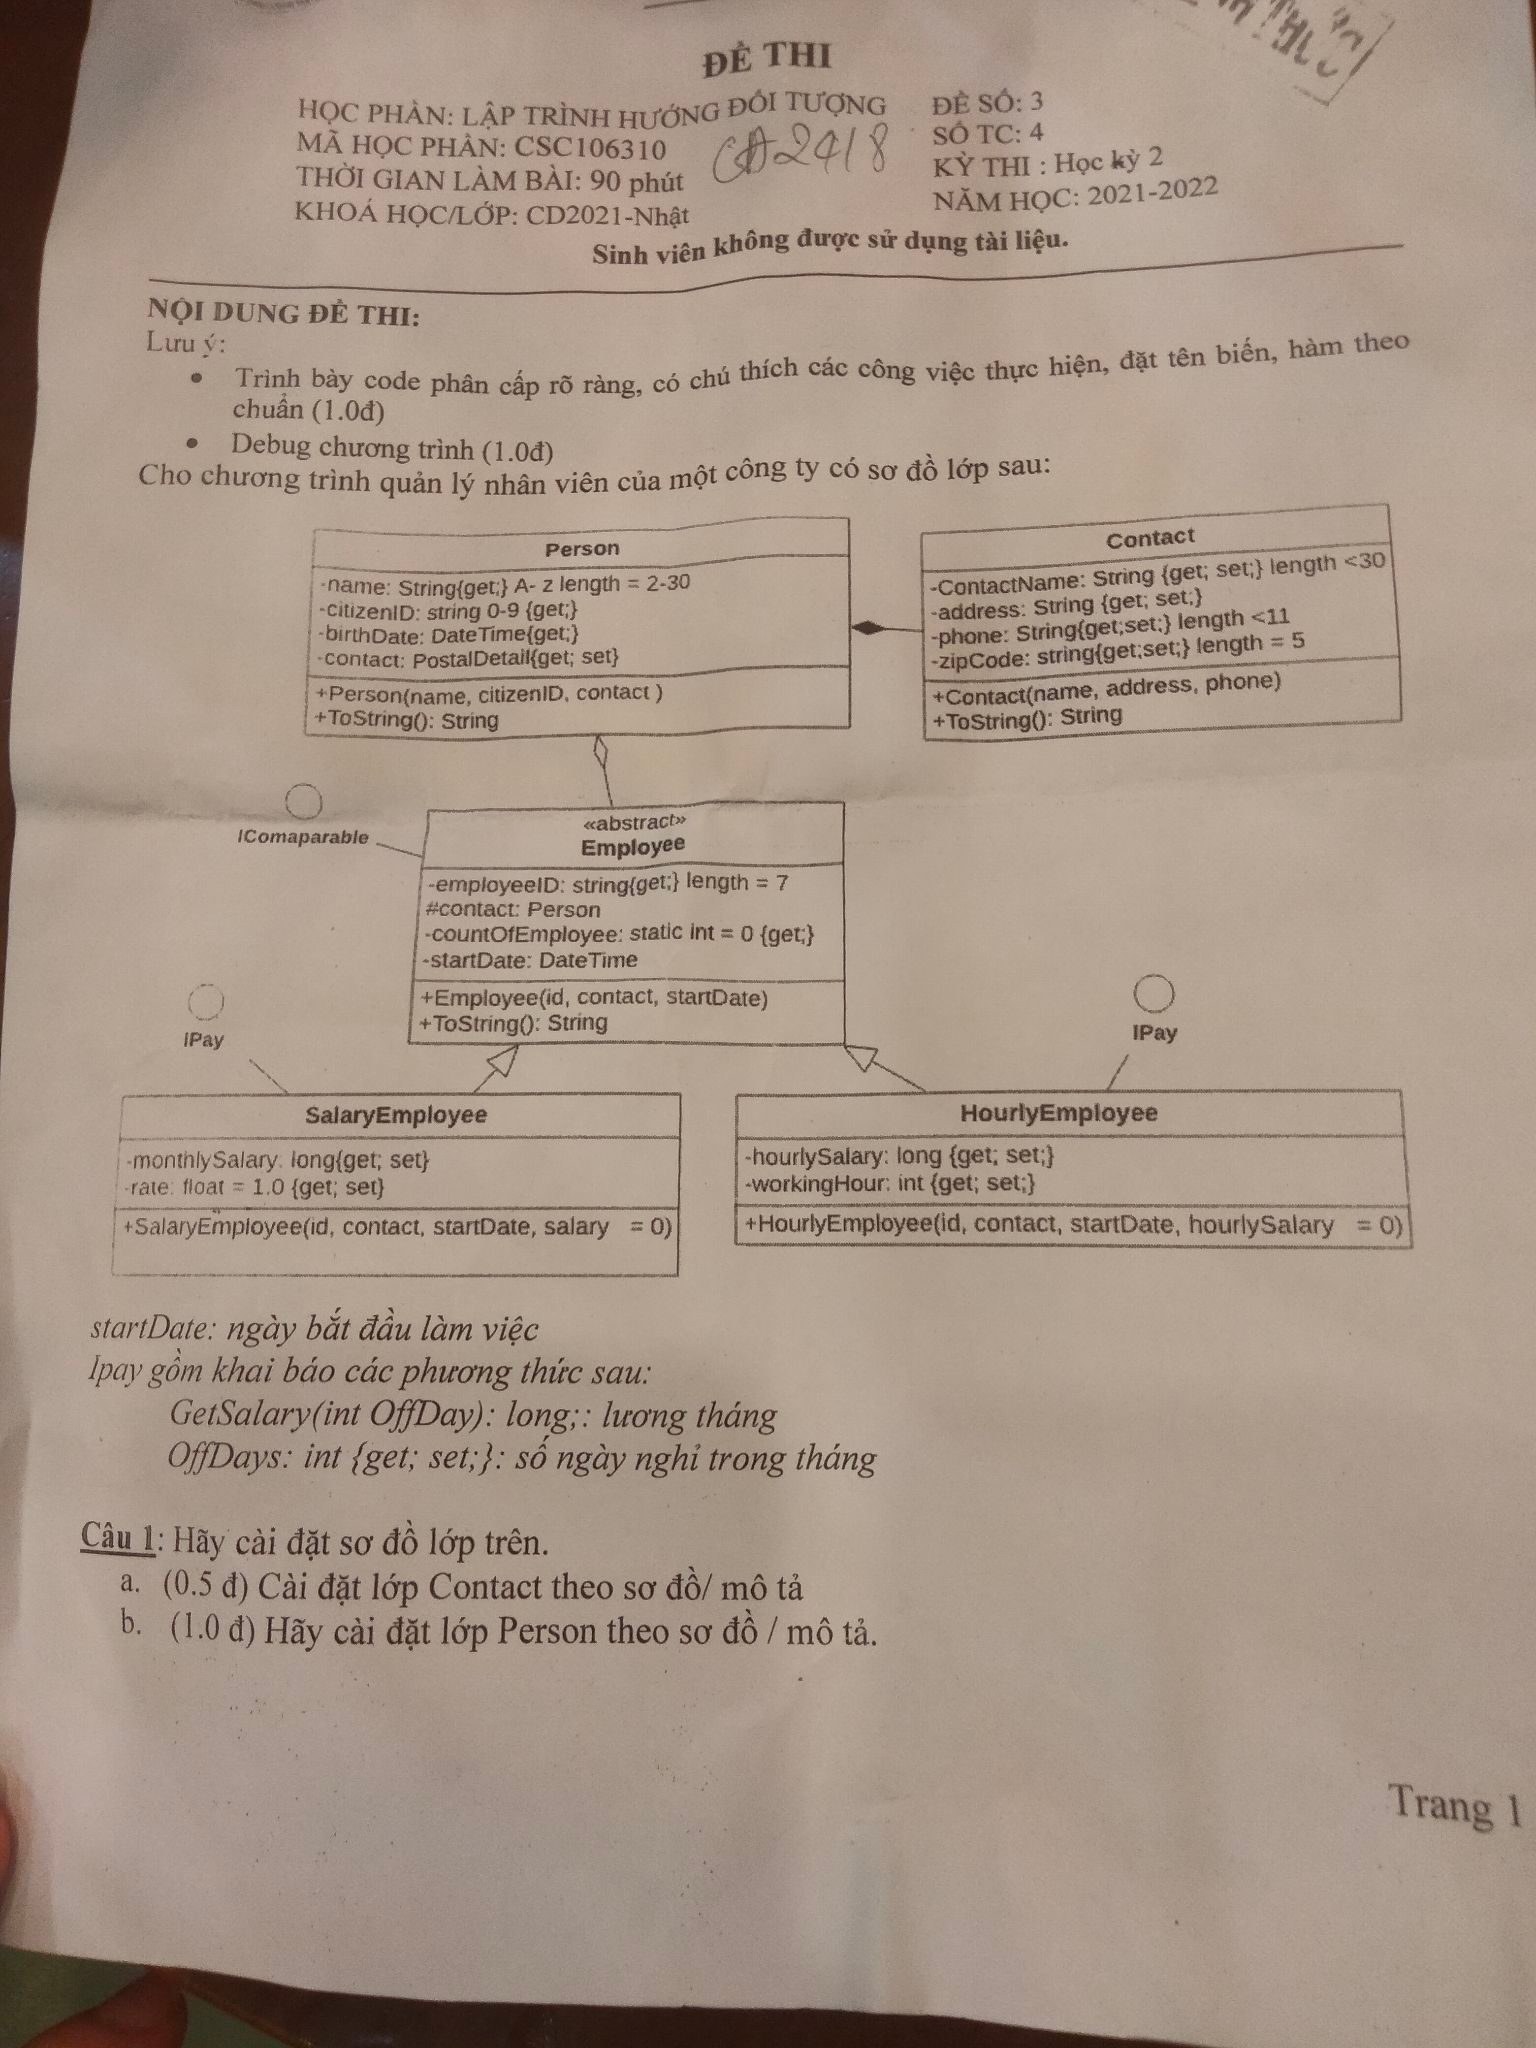 ĐỀ THI
HỌC PHẦN: LẬP TRÌNH HƯỚNG ĐỐI TƯỢNG
MÃ HỌC PHẦN: CSC106310
THỜI GIAN LÀM BÀI: 90 phút
KHOÁ HỌC/LỚP: CD2021-Nhật
ĐỀ SỐ: 3
SỐ TC: 4
KỲ THI : Học kỳ 2
NĂM HỌC: 2021-2022
Sinh viên không được sử dụng tài liệu.
NỘI DUNG ĐỀ THI:
Lưu ý:
• Trình bày code phân cấp rõ ràng, có chú thích các công việc thực hiện, đặt tên biến, hàm theo
chuẩn (1.0đ)
• Debug chương trình (1.0đ)
Cho chương trình quản lý nhân viên của một công ty có sơ đồ lớp sau:
Person
-name: String{get;} A- z length = 2-30
-citizenID: string 0-9 {get;}
-birthDate: DateTime{get;}
-contact: PostalDetail{get; set}
+Person(name, citizenID, contact )
+ToString(): String
Contact
-ContactName: String {get; set;} length <30
-address: String {get; set;}
-phone: String{get;set;} length <11
-zipCode: string{get;set;} length = 5
+Contact(name, address, phone)
+ToString(): String
IComaparable
«abstract»
Employee
-employeeID: string{get;} length = 7
#contact: Person
-countOfEmployee: static int = 0 {get;}
-startDate: DateTime
+Employee(id, contact, startDate)
+ToString(): String
IPay
IPay
SalaryEmployee
-monthlySalary: long{get; set}
-rate: float = 1.0 {get; set}
+SalaryEmployee(id, contact, startDate, salary = 0)
HourlyEmployee
-hourlySalary: long {get; set;}
-workingHour: int {get; set;}
+HourlyEmployee(id, contact, startDate, hourlySalary = 0)
startDate: ngày bắt đầu làm việc
Ipay gồm khai báo các phương thức sau:
GetSalary(int OffDay): long;: lương tháng
OffDays: int {get; set;}: số ngày nghỉ trong tháng
Câu 1: Hãy cài đặt sơ đồ lớp trên.
a. (0.5 đ) Cài đặt lớp Contact theo sơ đồ/ mô tả
b. (1.0 đ) Hãy cài đặt lớp Person theo sơ đồ / mô tả.
Trang 1